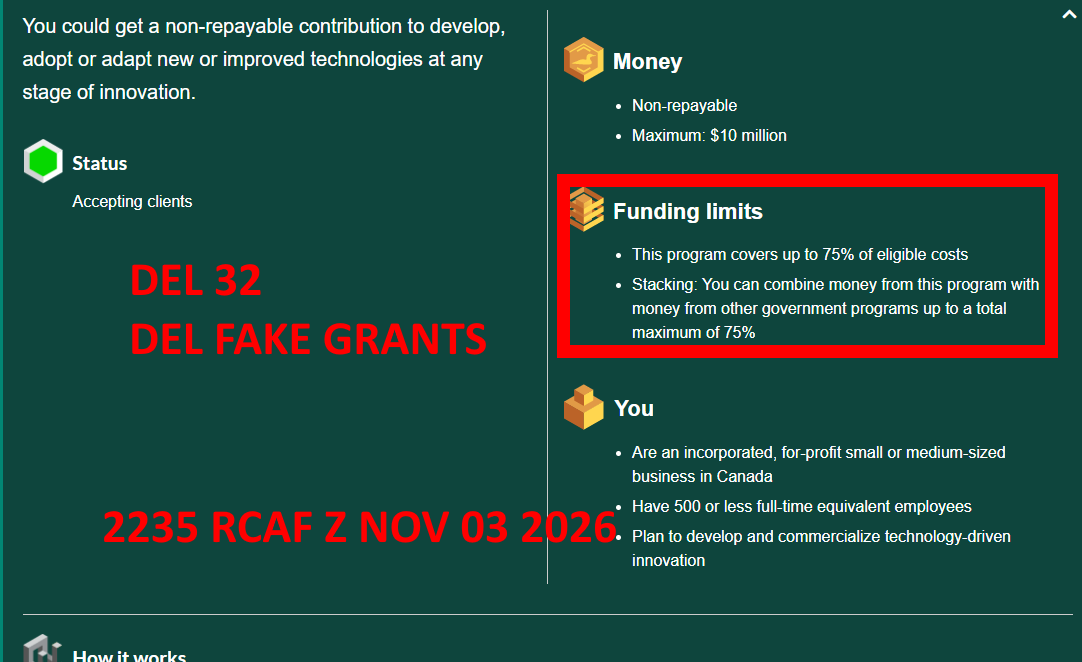 You could get a non-repayable contribution to develop,
adopt or adapt new or improved technologies at any
stage of innovation.
Status
Accepting clients
DEL 32
DEL FAKE GRANTS
2235 RCAF Z NOV 03 2026
Money
Non-repayable
Maximum: $10 million
Funding limits
This program covers up to 75% of eligible costs
Stacking: You can combine money from this program with
money from other government programs up to a total
maximum of 75%
You
Are an incorporated, for-profit small or medium-sized
business in Canada
Have 500 or less full-time equivalent employees
Plan to develop and commercialize technology-driven
innovation
How it works